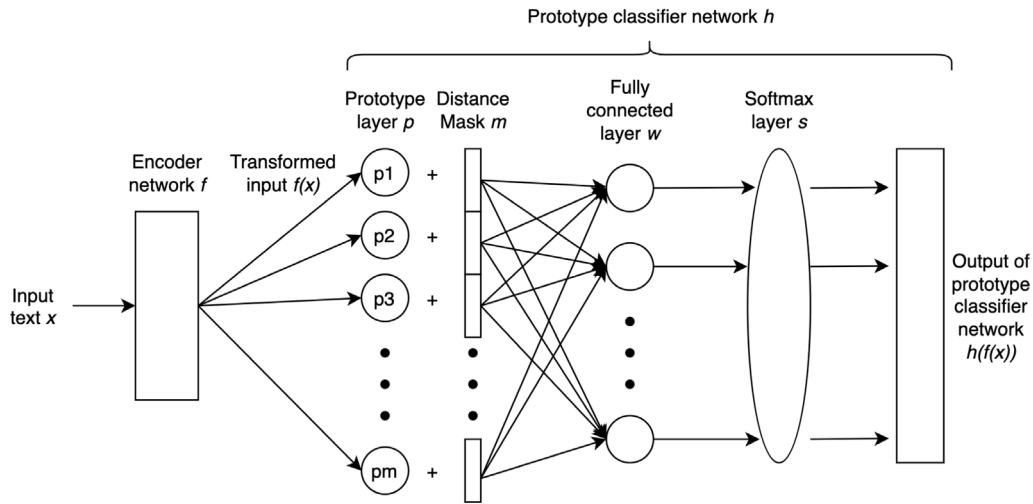 Prototype classifier network h
Prototype
layer p
Distance
Mask m
Fully
connected
layer w
Softmax
layer s
Encoder
network f
Transformed
input f(x)
p1
+
p2
+
p3
+
pm
+
Input
text x
Output of
prototype
classifier
network
h(f(x))